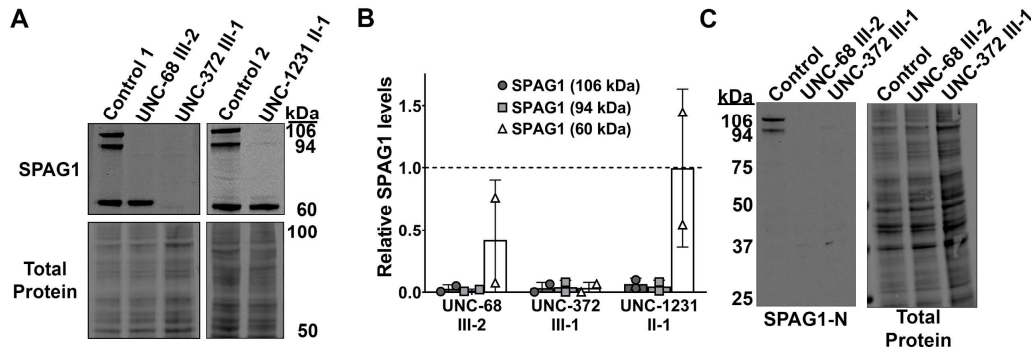 A
Control 1
UNC-68 III-2
UNC-372 III-1
Control 2
UNC-1231 II-1
kDa
106
94
SPAG1
60
100
Total
Protein
50
B
Relative SPAG1 levels
1.5
1.0
0.5
0.0
SPAG1 (106 kDa)
SPAG1 (94 kDa)
SPAG1 (60 kDa)
UNC-68
III-2
UNC-372
III-1
UNC-1231
II-1
C
Control
UNC-68 III-2
UNC-372 III-1
Control
UNC-68 III-2
UNC-372 III-1
kDa
106
94
75
50
37
25
SPAG1-N
Total
Protein